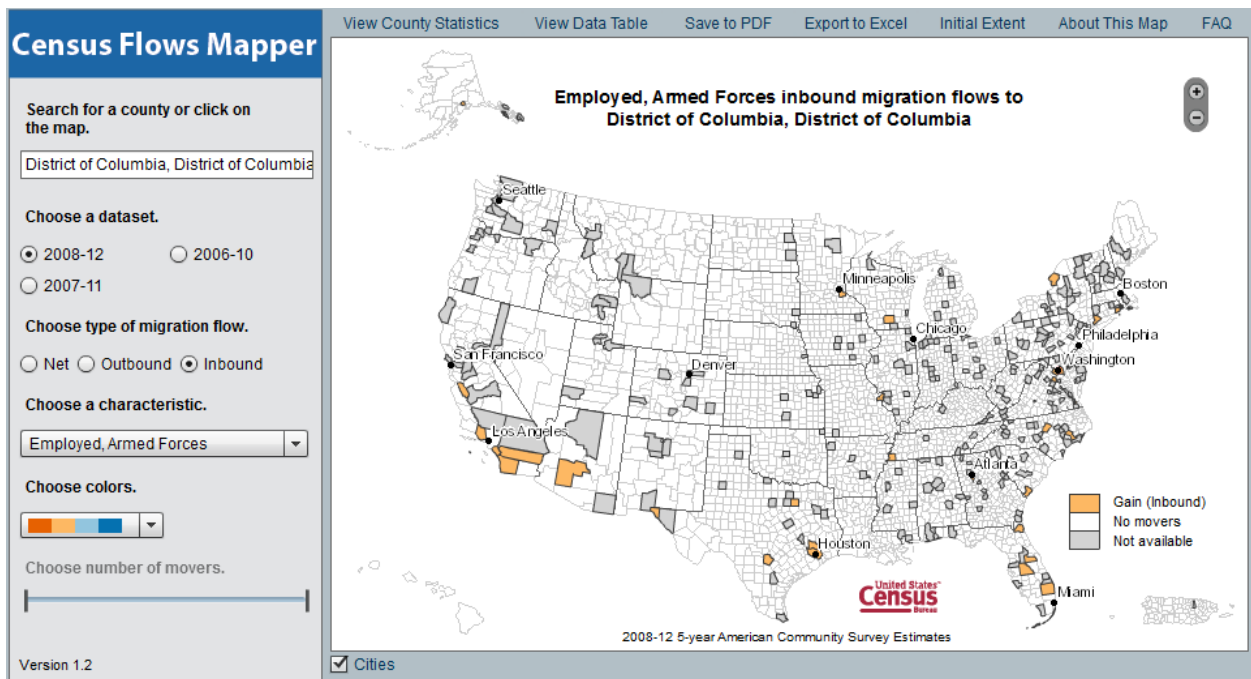 View County Statistics View Data Table Save to PDF Export to Excel Initial Extent About This Map FAQ
Census Flows Mapper
Search for a county or click on
the map.
District of Columbia, District of Columbia
Choose a dataset.
2008-12 2006-10
2007-11
Choose type of migration flow.
Net Outbound Inbound
Choose a characteristic.
Employed, Armed Forces
Choose colors.
Choose number of movers.
Version 1.2
Employed, Armed Forces inbound migration flows to
District of Columbia, District of Columbia
Seattle
Minneapolis
Boston
Chicago
Philadelphia
San Francisco
Denver
Washington
Los Angeles
Atlanta
Houston
Miami
Gain (Inbound)
No movers
Not available
United States
Census
Bureau
2008-12 5-year American Community Survey Estimates
Cities